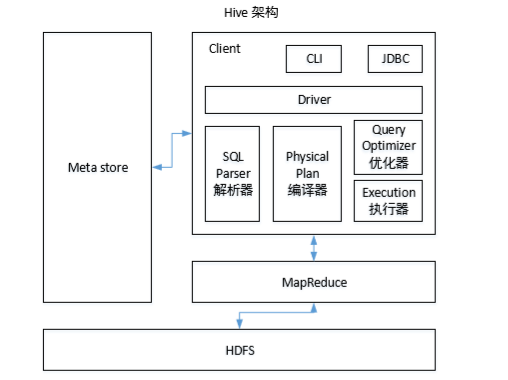 Hive 架构
Client
CLI
JDBC
Driver
Meta store
SQL
Parser
解析器
Physical
Plan
编译器
Query
Optimizer
优化器
Execution
执行器
MapReduce
HDFS